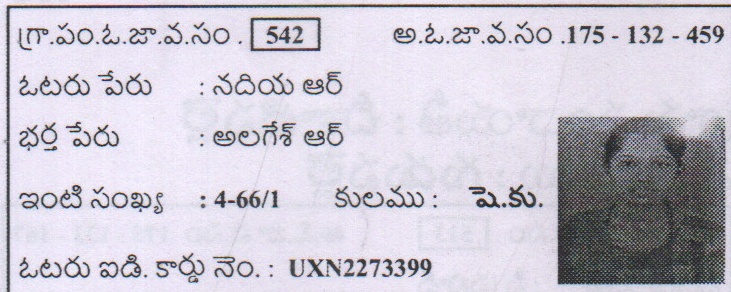 గ్రా.పం.ఓ.జా.వ.సం . 542 అ.ఓ.జా.వ.సం .175 - 132 - 459
ఓటరు పేరు : నదియ ఆర్
భర్త పేరు : అలగేశ్ ఆర్
ఇంటి సంఖ్య : 4-66/1 కులము : షె.కు.
ఓటరు ఐడి. కార్డు నెం. : UXN2273399